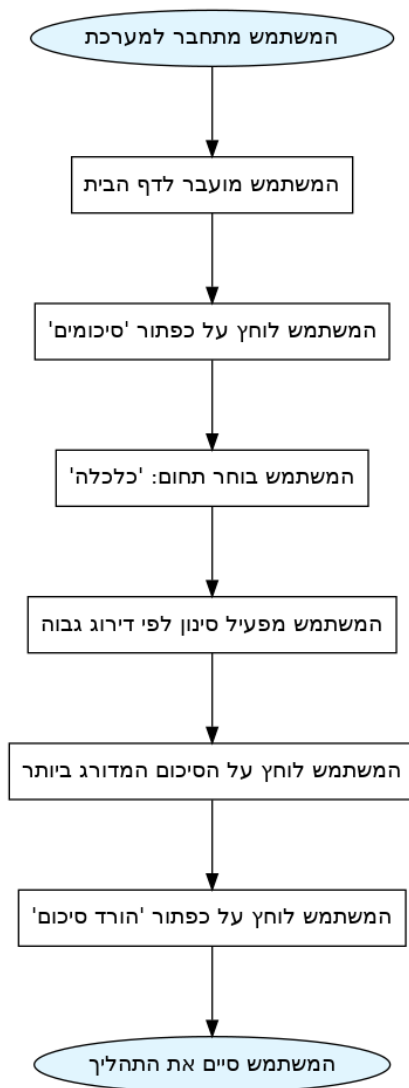 המשתמש מתחבר למערכת
המשתמש מועבר לדף הבית
המשתמש לוחץ על כפתור 'סיכומים'
המשתמש בוחר תחום: 'כלכלה'
המשתמש מפעיל סינון לפי דירוג גבוה
המשתמש לוחץ על הסיכום המדורג ביותר
המשתמש לוחץ על כפתור 'הורד סיכום'
המשתמש סיים את התהליך